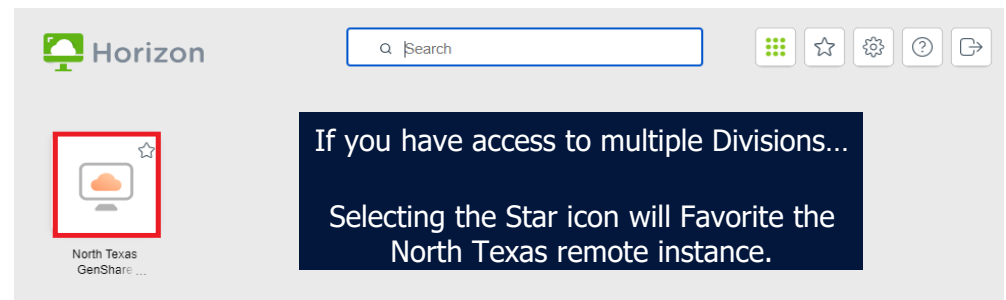 Horizon
Search
If you have access to multiple Divisions…
Selecting the Star icon will Favorite the
North Texas remote instance.
North Texas
GenShare ...